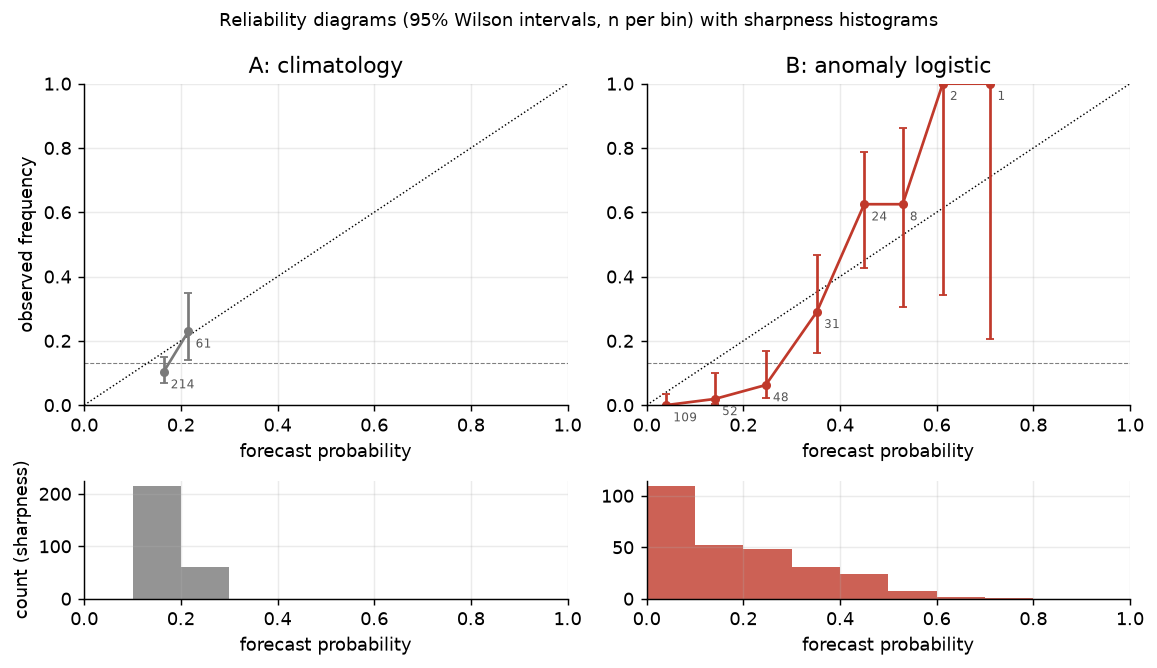 Reliability diagrams (95% Wilson intervals, n per bin) with sharpness histograms
A: climatology
1.0
0.8
0.6
0.4
0.2
0.0
observed frequency
61
214
0.0 0.2 0.4 0.6 0.8 1.0
forecast probability
B: anomaly logistic
1.0
0.8
0.6
0.4
0.2
0.0
2
1
24
8
31
48
52
109
0.0 0.2 0.4 0.6 0.8 1.0
forecast probability
count (sharpness)
200
100
0
0.0 0.2 0.4 0.6 0.8 1.0
forecast probability
100
50
0
0.0 0.2 0.4 0.6 0.8 1.0
forecast probability